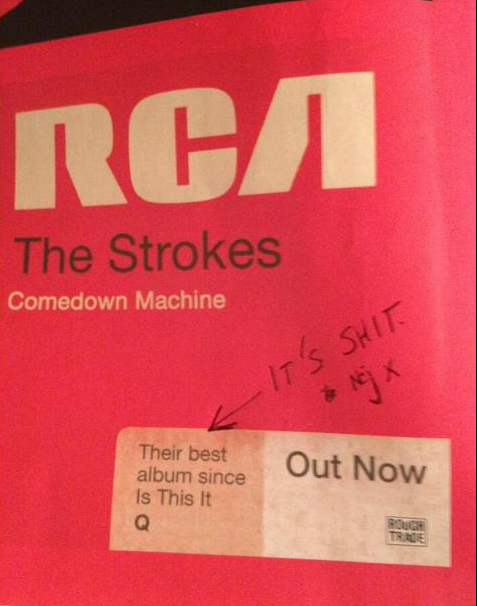 RCA
The Strokes
Comedown Machine
IT'S SHIT.
Their best
album since
Is This It
Q
Out Now
ROUGH
TRADE